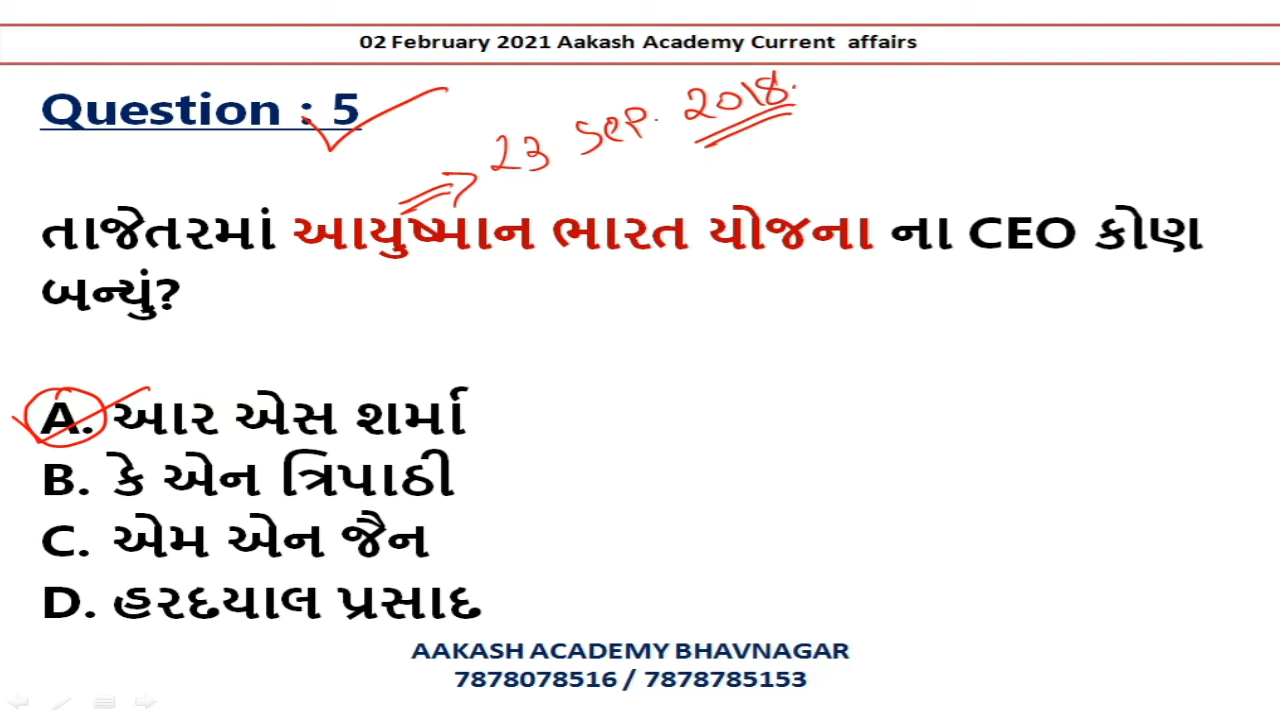 02 February 2021 Aakash Academy Current affairs
Question : 5
23 Sep. 2018.
તાજેતરમાં આયુષ્માન ભારત યોજના ના CEO કોણ
બન્યું?
A. આર એસ શર્મા
B. કે એન ત્રિપાઠી
C. એમ એન જૈન
D. હરદયાલ પ્રસાદ
AAKASH ACADEMY BHAVNAGAR
7878078516 / 7878785153